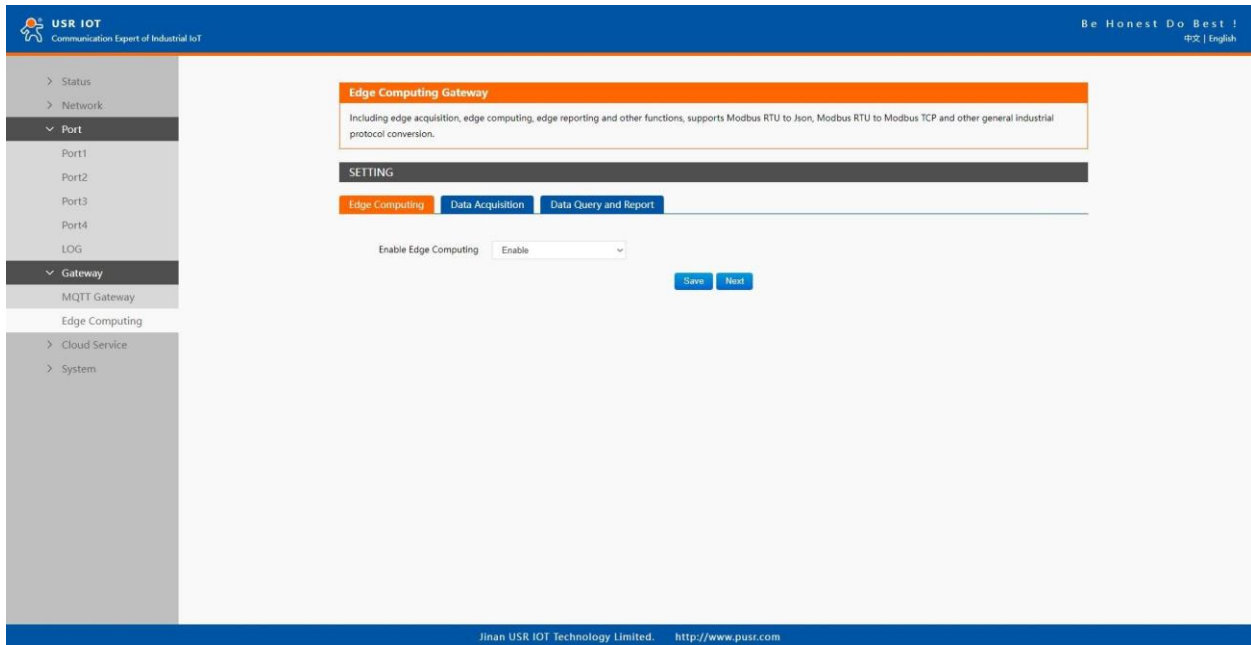 USR IOT
Communication Expert of Industrial IoT
Be Honest Do Best !
中文 | English
Status
Network
Port
Port1
Port2
Port3
Port4
LOG
Gateway
MQTT Gateway
Edge Computing
Cloud Service
System
Edge Computing Gateway
Including edge acquisition, edge computing, edge reporting and other functions, supports Modbus RTU to Json, Modbus RTU to Modbus TCP and other general industrial
protocol conversion.
SETTING
Edge Computing Data Acquisition Data Query and Report
Enable Edge Computing Enable
Save Next
Jinan USR IOT Technology Limited. http://www.pusr.com